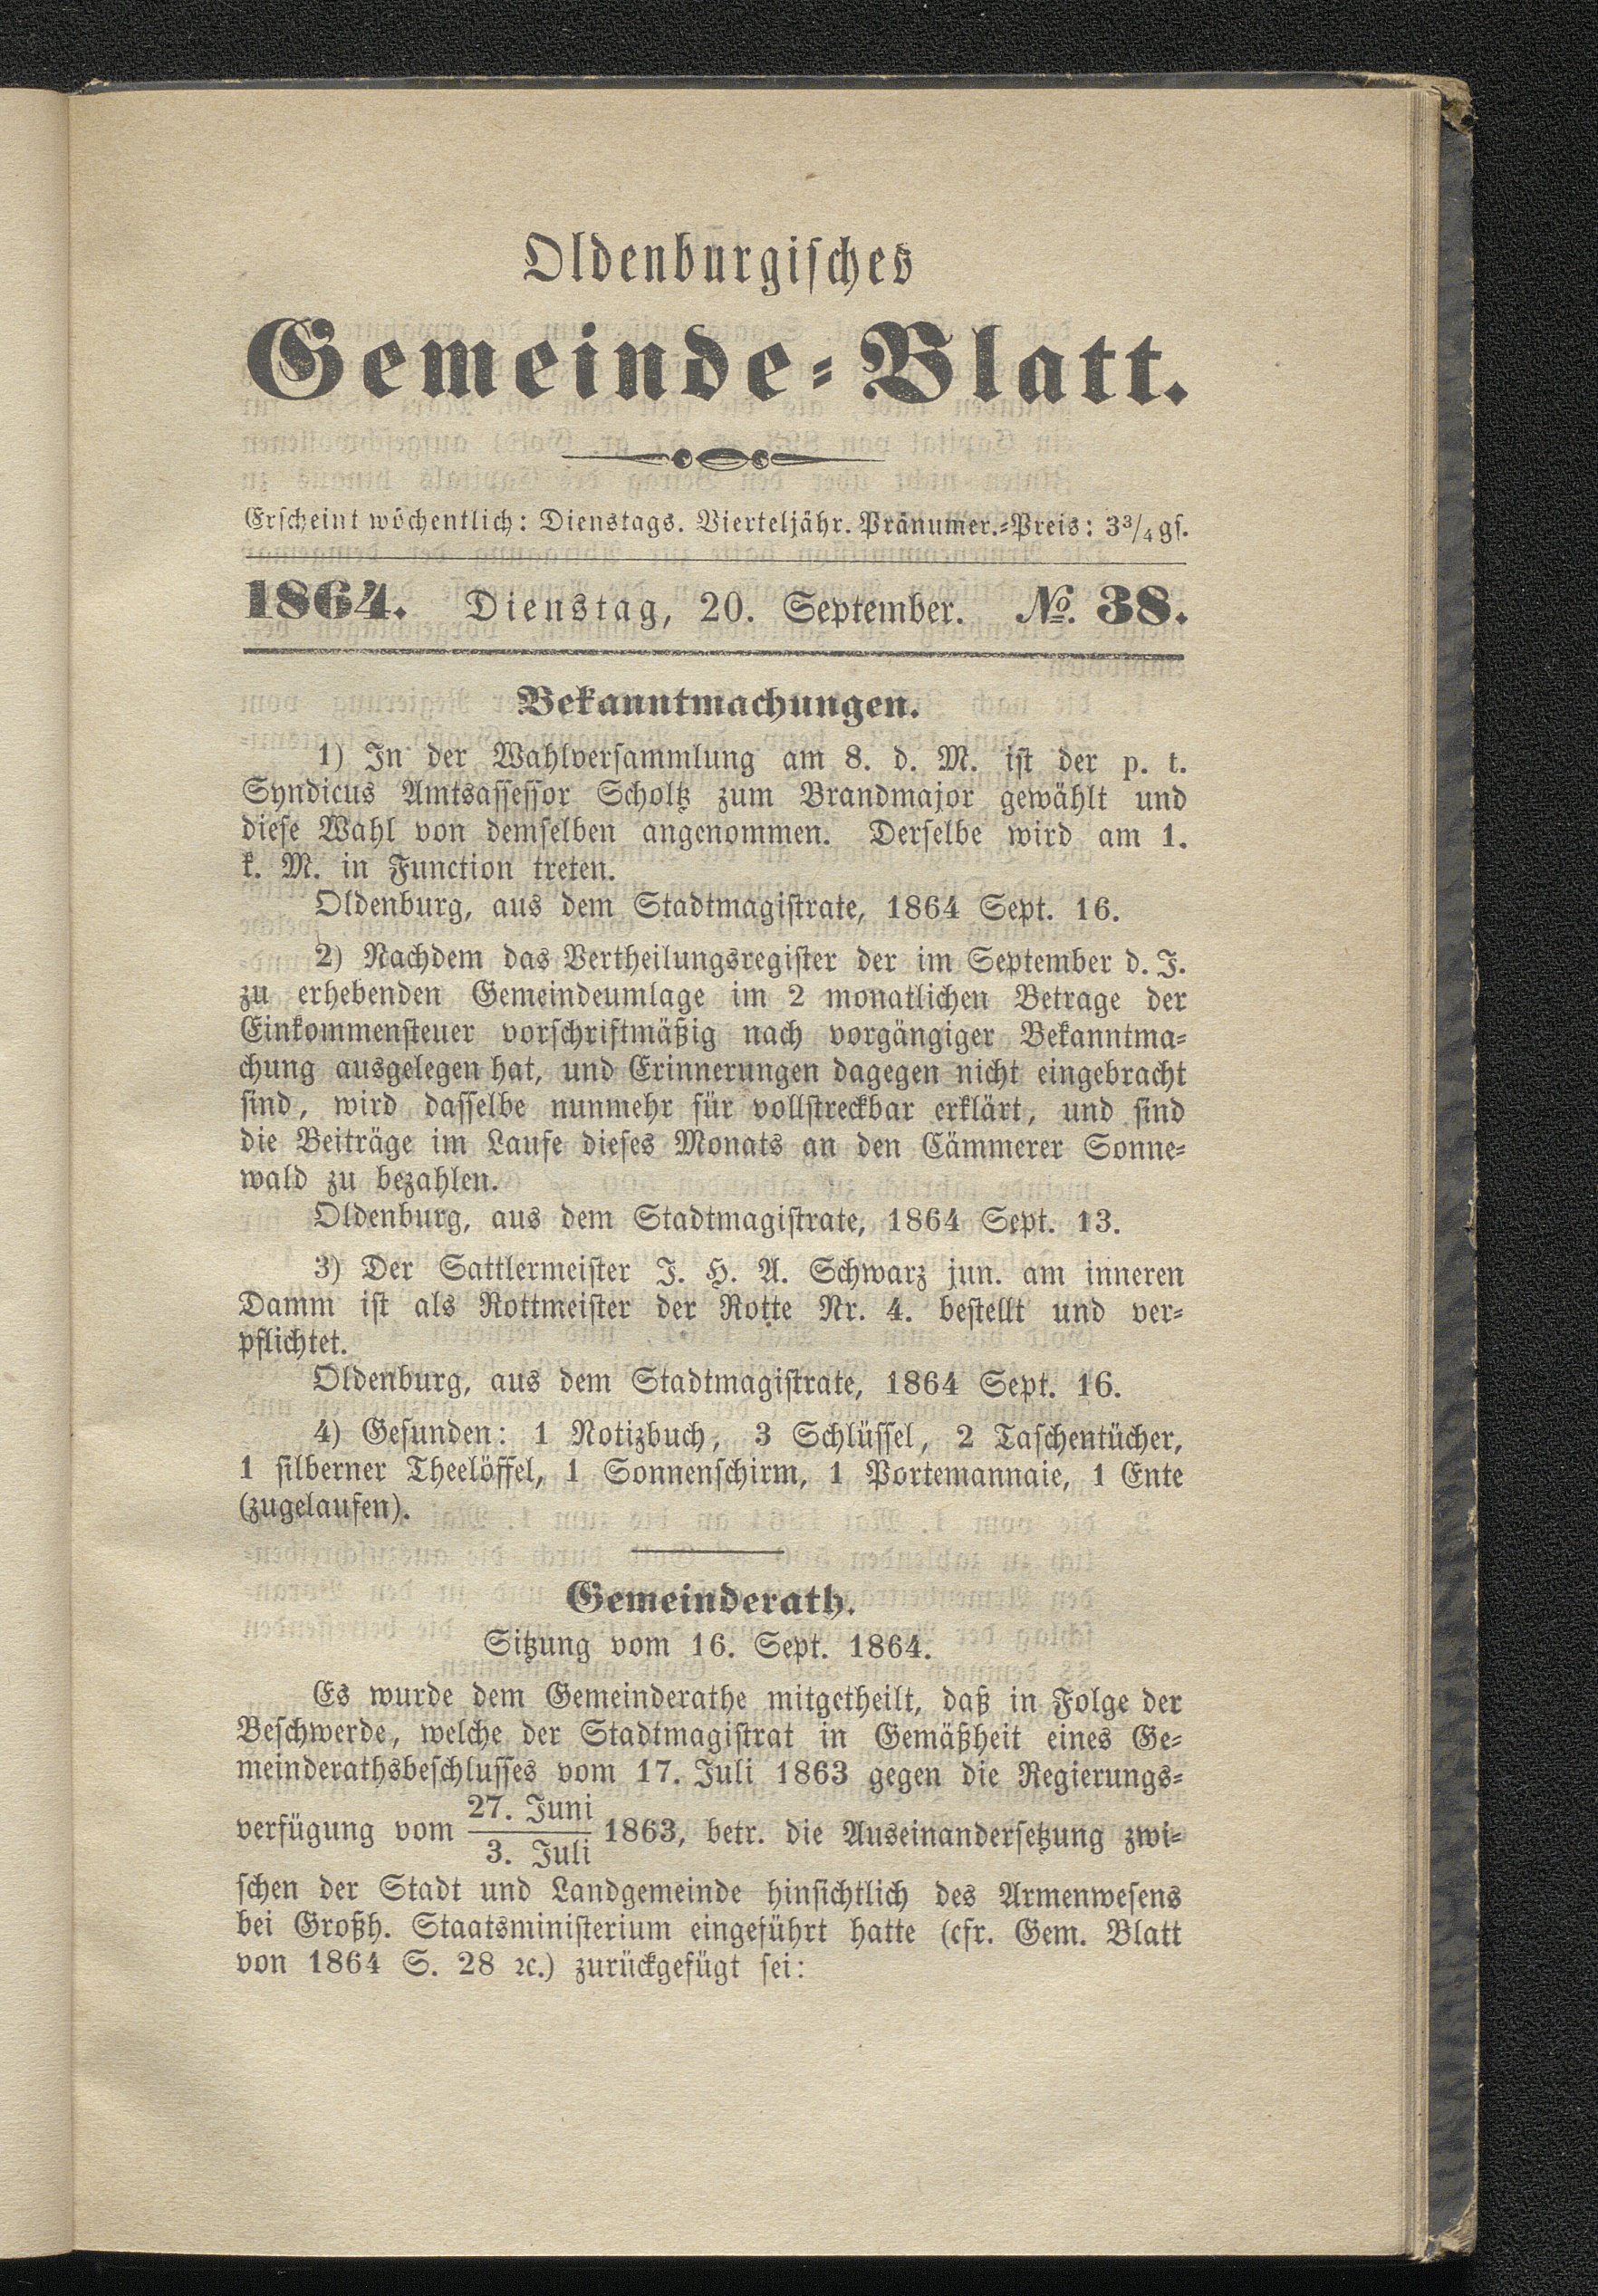 Oldenburgisches
Gemeinde-Blatt.
Erscheint wöchentlich: Dienstags. Vierteljähr. Pränumer.-Preis: 3 3/4 gs.
1864. Dienstag, 20. September. No. 38.
Bekanntmachungen.
1) In der Wahlversammlung am 8. d. M. ist der p. t.
Syndicus Amtsassessor Scholtz zum Brandmajor gewählt und
diese Wahl von demselben angenommen. Derselbe wird am 1.
k. M. in Function treten.
Oldenburg, aus dem Stadtmagistrate, 1864 Sept. 16.
2) Nachdem das Vertheilungsregister der im September d. J.
zu erhebenden Gemeindeumlage im 2 monatlichen Betrage der
Einkommensteuer vorschriftmäßig nach vorgängiger Bekanntma-
chung ausgelegen hat, und Erinnerungen dagegen nicht eingebracht
sind, wird dasselbe nunmehr für vollstreckbar erklärt, und sind
die Beiträge im Laufe dieses Monats an den Cämmerer Sonne-
wald zu bezahlen.
Oldenburg, aus dem Stadtmagistrate, 1864 Sept. 13.
3) Der Sattlermeister J. H. A. Schwarz jun. am inneren
Damm ist als Rottmeister der Rotte Nr. 4. bestellt und ver-
pflichtet.
Oldenburg, aus dem Stadtmagistrate, 1864 Sept. 16.
4) Gefunden: 1 Notizbuch, 3 Schlüssel, 2 Taschentücher,
1 silberner Theelöffel, 1 Sonnenschirm, 1 Portemannaie, 1 Ente
(zugelaufen).
Gemeinderath.
Sitzung vom 16. Sept. 1864.
Es wurde dem Gemeinderathe mitgetheilt, daß in Folge der
Beschwerde, welche der Stadtmagistrat in Gemäßheit eines Ge-
meinderathsbeschlusses vom 17. Juli 1863 gegen die Regierungs-
verfügung vom 27. Juni/3. Juli 1863, betr. die Auseinandersetzung zwi-
schen der Stadt und Landgemeinde hinsichtlich des Armenwesens
bei Großh. Staatsministerium eingeführt hatte (cfr. Gem. Blatt
von 1864 S. 28 ꝛc.) zurückgefügt sei: